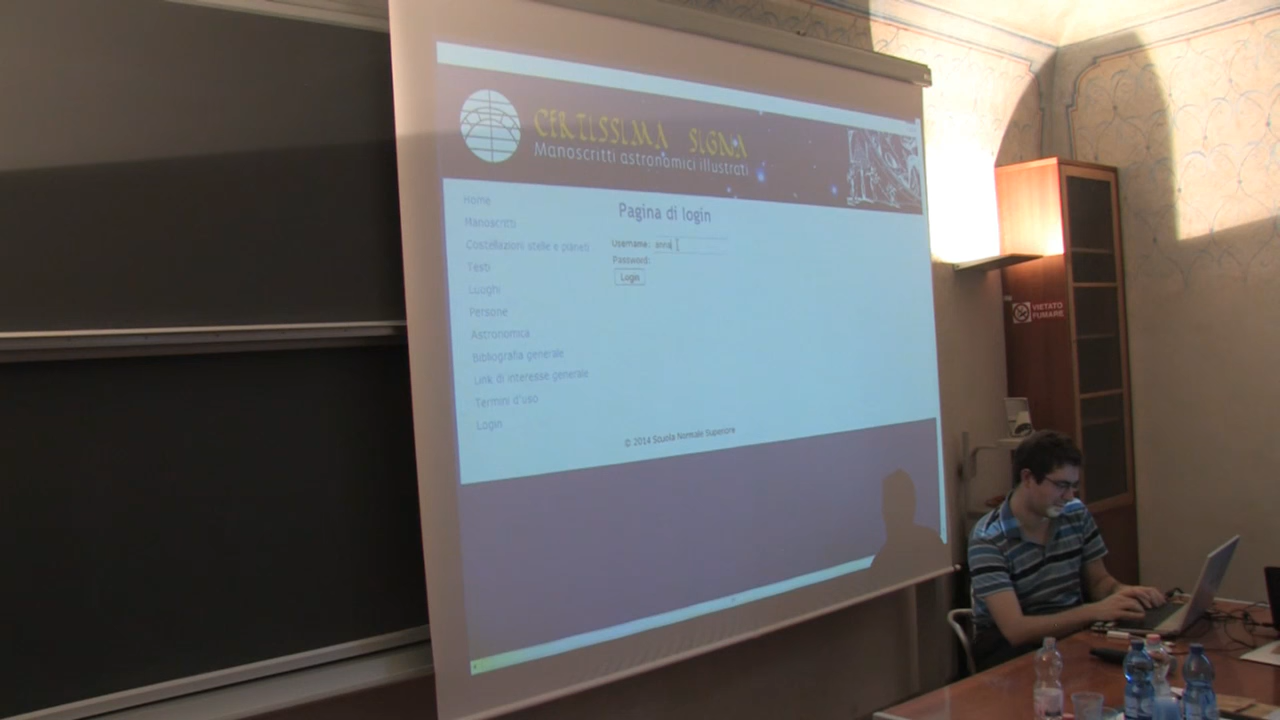 CERTISSIMA SIGNA
Manoscritti astronomici illustrati
Home
Manoscritti
Costellazioni stelle e pianeti
Testi
Luoghi
Persone
Astronomica
Bibliografia generale
Link di interesse generale
Termini d'uso
Login
Pagina di login
Username:
Password:
Login
© 2014 Scuola Normale Superiore
VIETATO
FUMARE